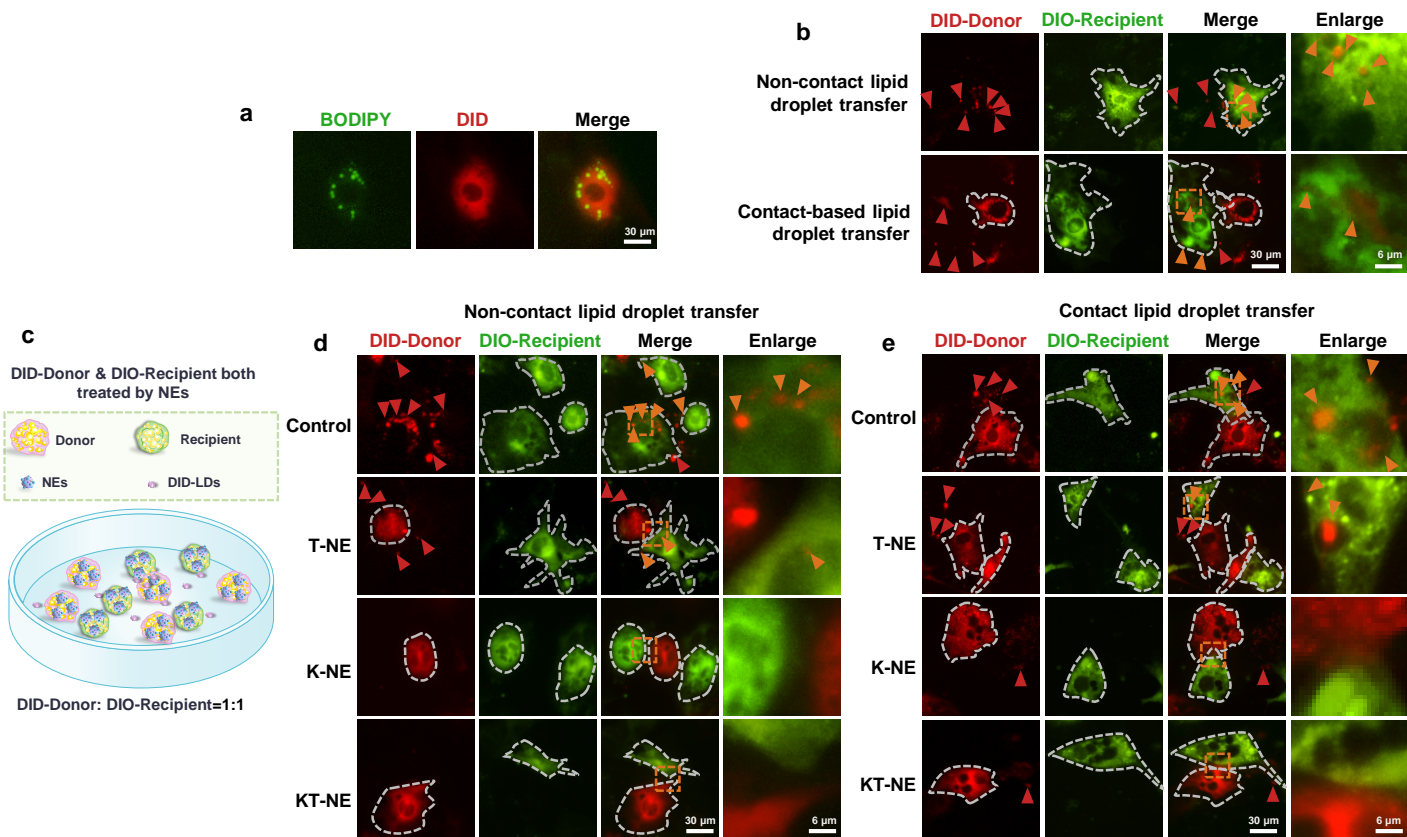 a
BODIPY DID Merge
30 µm
b
DID-Donor DIO-Recipient Merge Enlarge
Non-contact lipid
droplet transfer
Contact-based lipid
droplet transfer
30 µm 6 µm
c
DID-Donor & DIO-Recipient both
treated by NEs
Donor Recipient
NEs DID-LDs
DID-Donor: DIO-Recipient=1:1
Non-contact lipid droplet transfer
d
DID-Donor DIO-Recipient Merge Enlarge
Control
T-NE
K-NE
KT-NE
30 µm 6 µm
Contact lipid droplet transfer
e
DID-Donor DIO-Recipient Merge Enlarge
Control
T-NE
K-NE
KT-NE
30 µm 6 µm